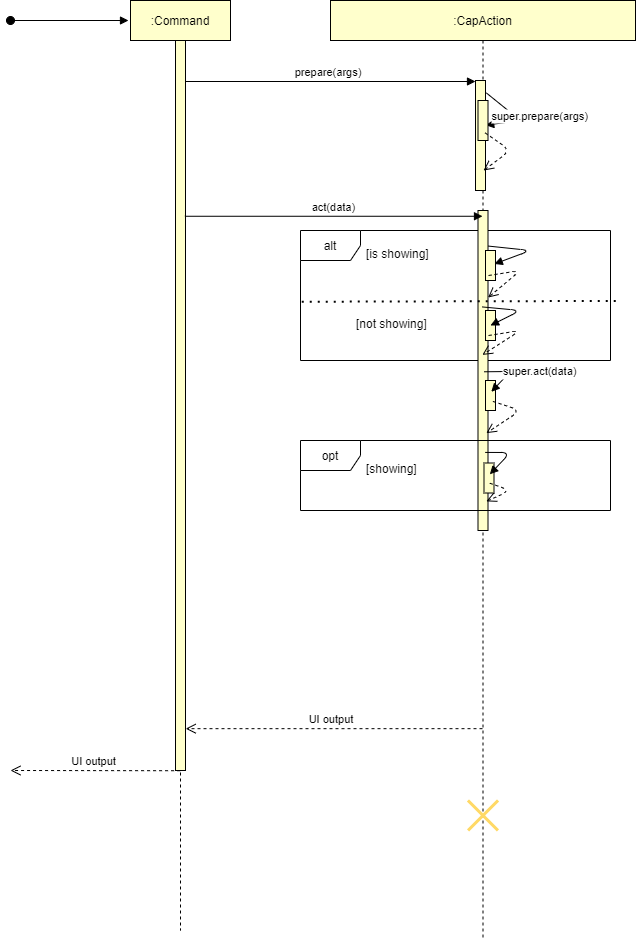 :Command
:CapAction
prepare(args)
super.prepare(args)
act(data)
alt
[is showing]
[not showing]
super.act(data)
opt
[showing]
UI output
UI output